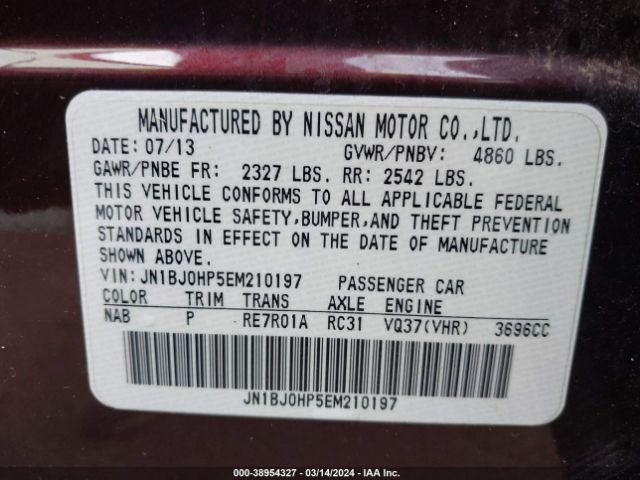 MANUFACTURED BY NISSAN MOTOR CO.,LTD.
DATE: 07/13 GVWR/PNBV: 4860 LBS.
GAWR/PNBE FR: 2327 LBS. RR: 2542 LBS.
THIS VEHICLE CONFORMS TO ALL APPLICABLE FEDERAL
MOTOR VEHICLE SAFETY,BUMPER,AND THEFT PREVENTION
STANDARDS IN EFFECT ON THE DATE OF MANUFACTURE
SHOWN ABOVE.
VIN:JN1BJ0HP5EM210197 PASSENGER CAR
COLOR TRIM TRANS AXLE ENGINE
NAB P RE7R01A RC31 VQ37(VHR) 3696CC
JN1BJ0HP5EM210197
000-38954327 - 03/14/2024 - IAA Inc.